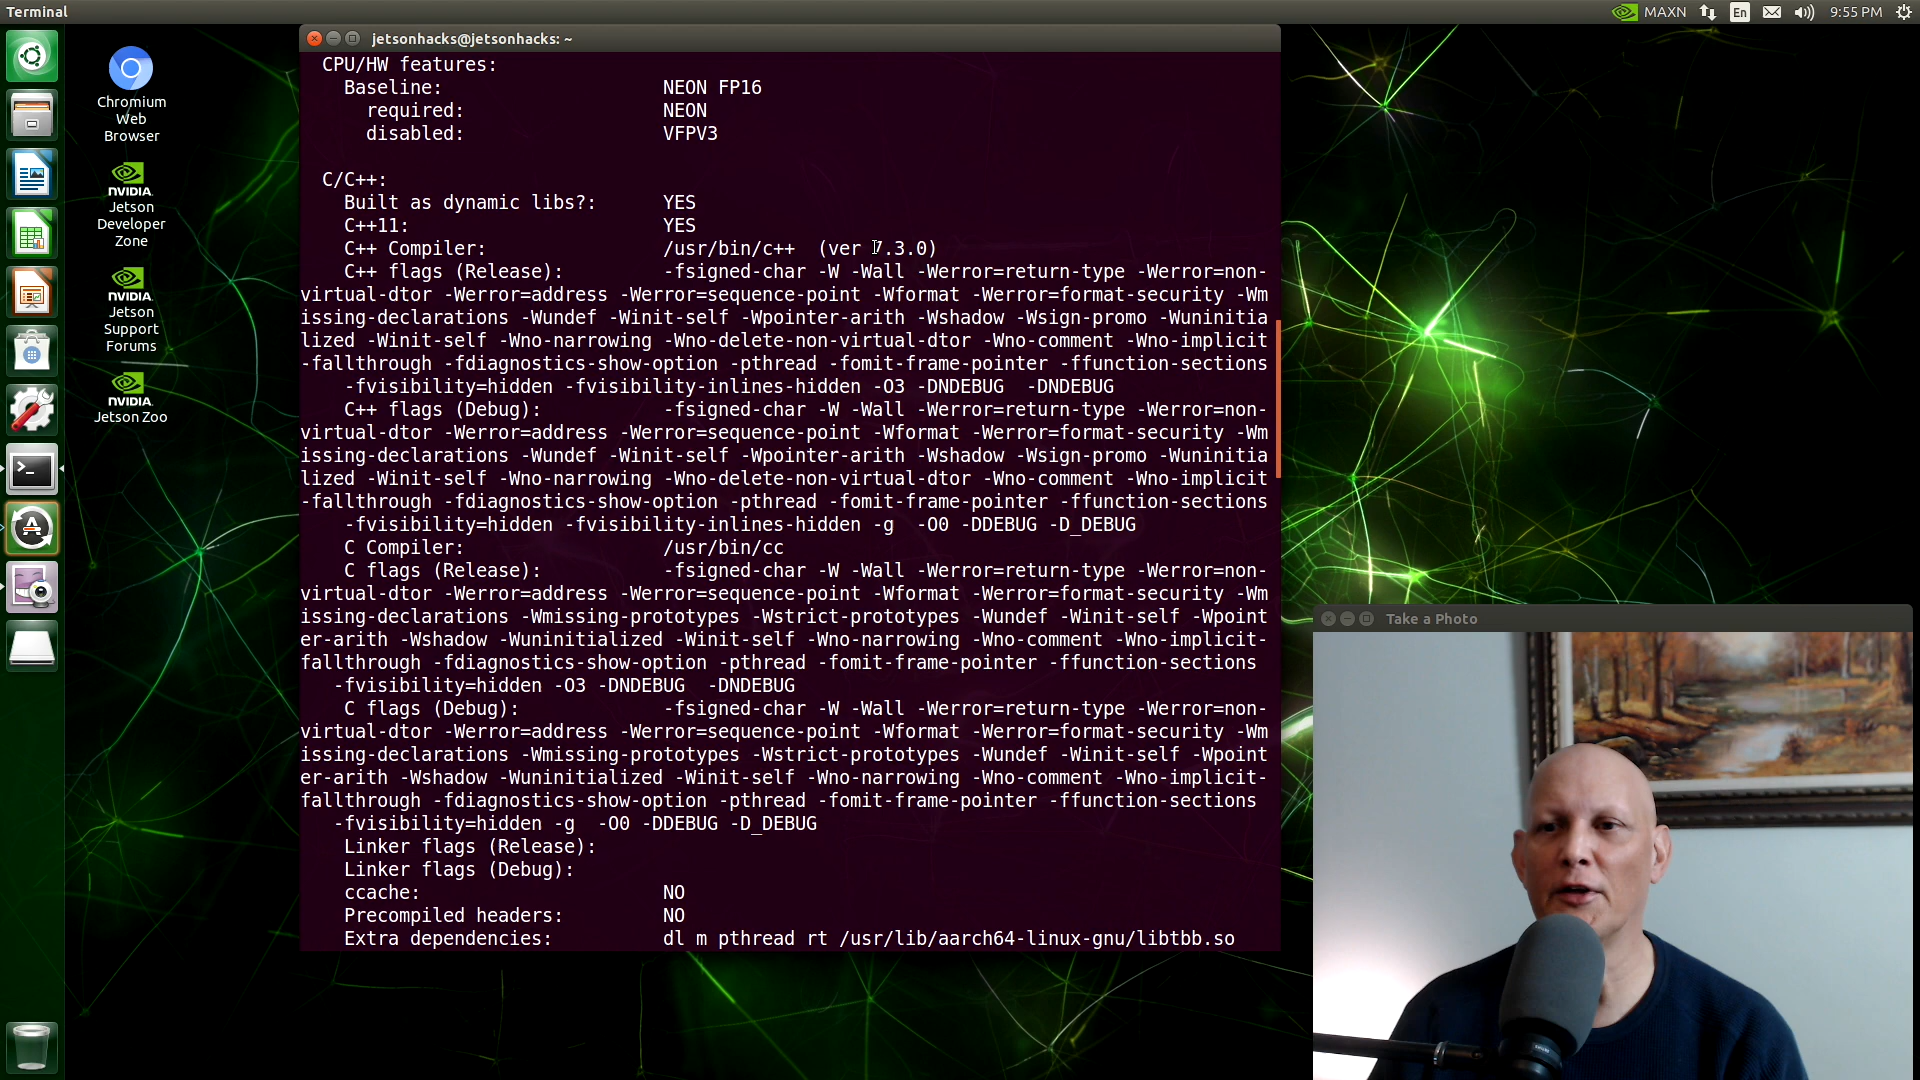 Terminal
MAXN
En
9:55 PM
Chromium
Web
Browser
NVIDIA.
Jetson
Developer
Zone
NVIDIA.
Jetson
Support
Forums
NVIDIA.
Jetson Zoo
jetsonhacks@jetsonhacks: ~
CPU/HW features:
Baseline: NEON FP16
required: NEON
disabled: VFPV3
C/C++:
Built as dynamic libs?: YES
C++11: YES
C++ Compiler: /usr/bin/c++ (ver 7.3.0)
C++ flags (Release): -fsigned-char -W -Wall -Werror=return-type -Werror=non-
virtual-dtor -Werror=address -Werror=sequence-point -Wformat -Werror=format-security -Wm
issing-declarations -Wundef -Winit-self -Wpointer-arith -Wshadow -Wsign-promo -Wuninitia
lized -Winit-self -Wno-narrowing -Wno-delete-non-virtual-dtor -Wno-comment -Wno-implicit
-fallthrough -fdiagnostics-show-option -pthread -fomit-frame-pointer -ffunction-sections
-fvisibility=hidden -fvisibility-inlines-hidden -O3 -DNDEBUG -DNDEBUG
C++ flags (Debug): -fsigned-char -W -Wall -Werror=return-type -Werror=non-
virtual-dtor -Werror=address -Werror=sequence-point -Wformat -Werror=format-security -Wm
issing-declarations -Wundef -Winit-self -Wpointer-arith -Wshadow -Wsign-promo -Wuninitia
lized -Winit-self -Wno-narrowing -Wno-delete-non-virtual-dtor -Wno-comment -Wno-implicit
-fallthrough -fdiagnostics-show-option -pthread -fomit-frame-pointer -ffunction-sections
-fvisibility=hidden -fvisibility-inlines-hidden -g -O0 -DDEBUG -D_DEBUG
C Compiler: /usr/bin/cc
C flags (Release): -fsigned-char -W -Wall -Werror=return-type -Werror=non-
virtual-dtor -Werror=address -Werror=sequence-point -Wformat -Werror=format-security -Wm
issing-declarations -Wmissing-prototypes -Wstrict-prototypes -Wundef -Winit-self -Wpoint
er-arith -Wshadow -Wuninitialized -Winit-self -Wno-narrowing -Wno-comment -Wno-implicit-
fallthrough -fdiagnostics-show-option -pthread -fomit-frame-pointer -ffunction-sections
-fvisibility=hidden -O3 -DNDEBUG -DNDEBUG
C flags (Debug): -fsigned-char -W -Wall -Werror=return-type -Werror=non-
virtual-dtor -Werror=address -Werror=sequence-point -Wformat -Werror=format-security -Wm
issing-declarations -Wmissing-prototypes -Wstrict-prototypes -Wundef -Winit-self -Wpoint
er-arith -Wshadow -Wuninitialized -Winit-self -Wno-narrowing -Wno-comment -Wno-implicit-
fallthrough -fdiagnostics-show-option -pthread -fomit-frame-pointer -ffunction-sections
-fvisibility=hidden -g -O0 -DDEBUG -D_DEBUG
Linker flags (Release):
Linker flags (Debug):
ccache: NO
Precompiled headers: NO
Extra dependencies: dl m pthread rt /usr/lib/aarch64-linux-gnu/libtbb.so
Take a Photo